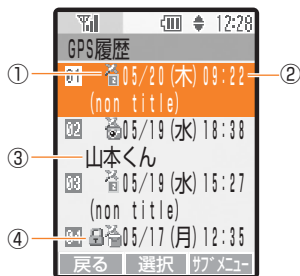 12:28
GPS履歴
① 01 05/20(木)09:22 ②
(non title)
02 05/19(水)18:38
③ 山本くん
03 05/19(水)15:27
(non title)
④ 04 05/17(月)12:35
戻る 選択 サブメニュー